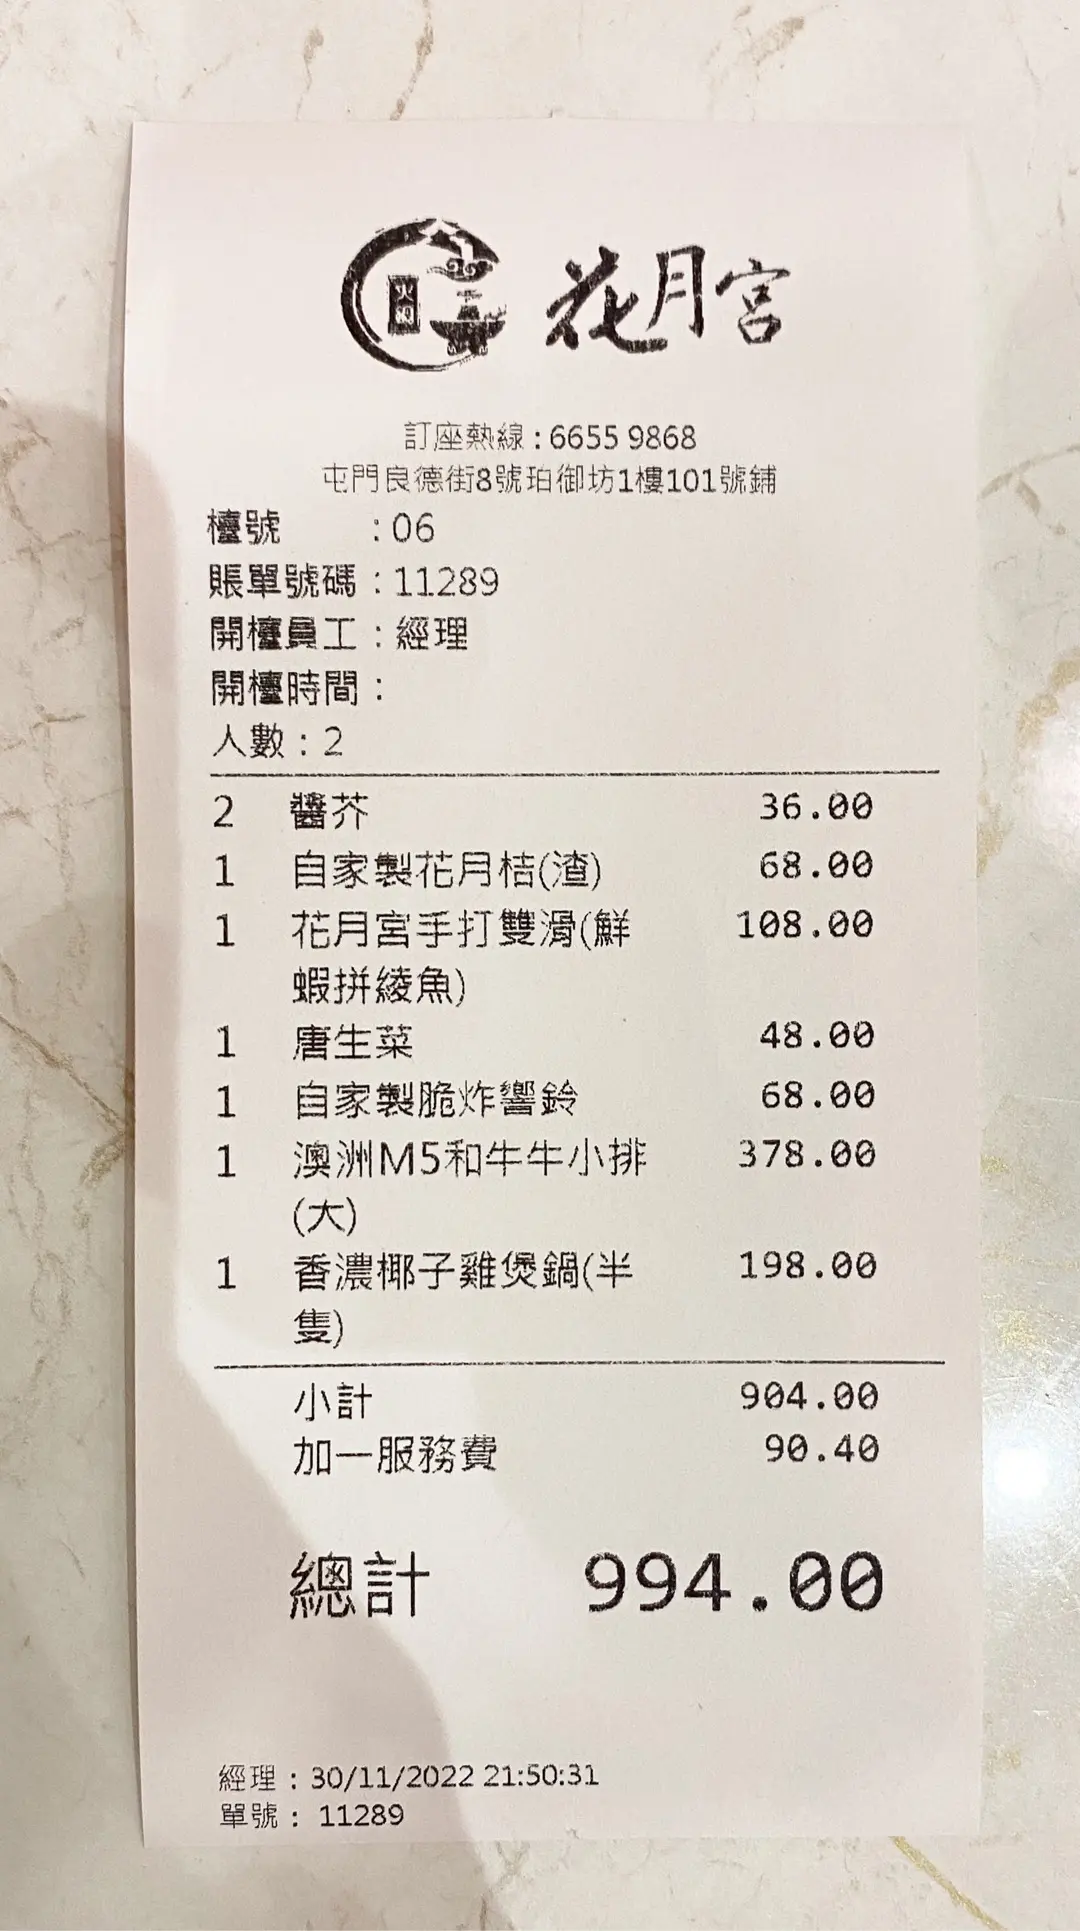 火鍋
花月宮
訂座熱線 : 6655 9868
屯門良德街8號珀御坊1樓101號鋪
檯號 : 06
賬單號碼 : 11289
開檯員工 : 經理
開檯時間 :
人數 : 2
2 醬芥 36.00
1 自家製花月桔(渣) 68.00
1 花月宮手打雙滑(鮮 108.00
蝦拼綾魚)
1 唐生菜 48.00
1 自家製脆炸響鈴 68.00
1 澳洲M5和牛牛小排 378.00
(大)
1 香濃椰子雞煲鍋(半 198.00
隻)
小計 904.00
加一服務費 90.40
總計 994.00
經理 : 30/11/2022 21:50:31
單號 : 11289